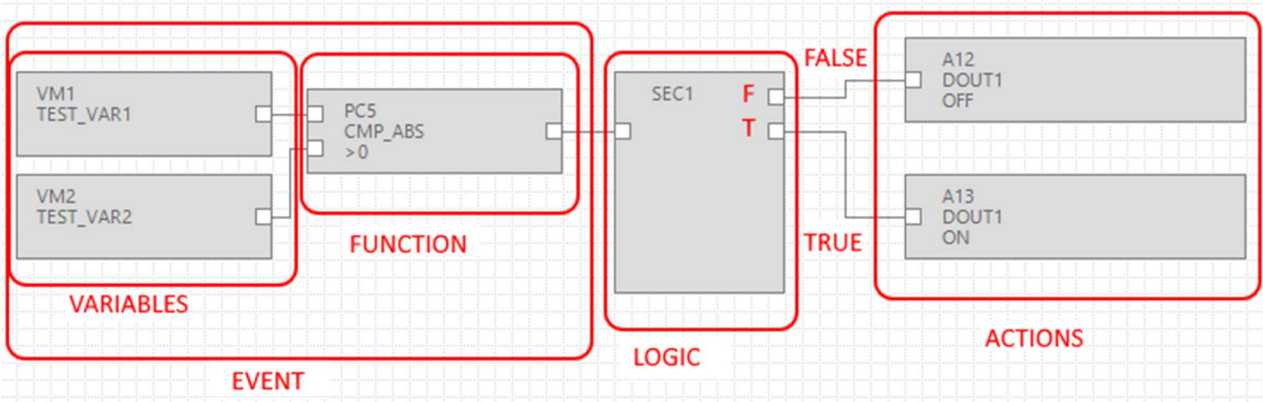 VM1
TEST_VAR1
VM2
TEST_VAR2
VARIABLES
PC5
CMP_ABS
>0
FUNCTION
EVENT
SEC1
F
T
LOGIC
FALSE
TRUE
A12
DOUT1
OFF
A13
DOUT1
ON
ACTIONS